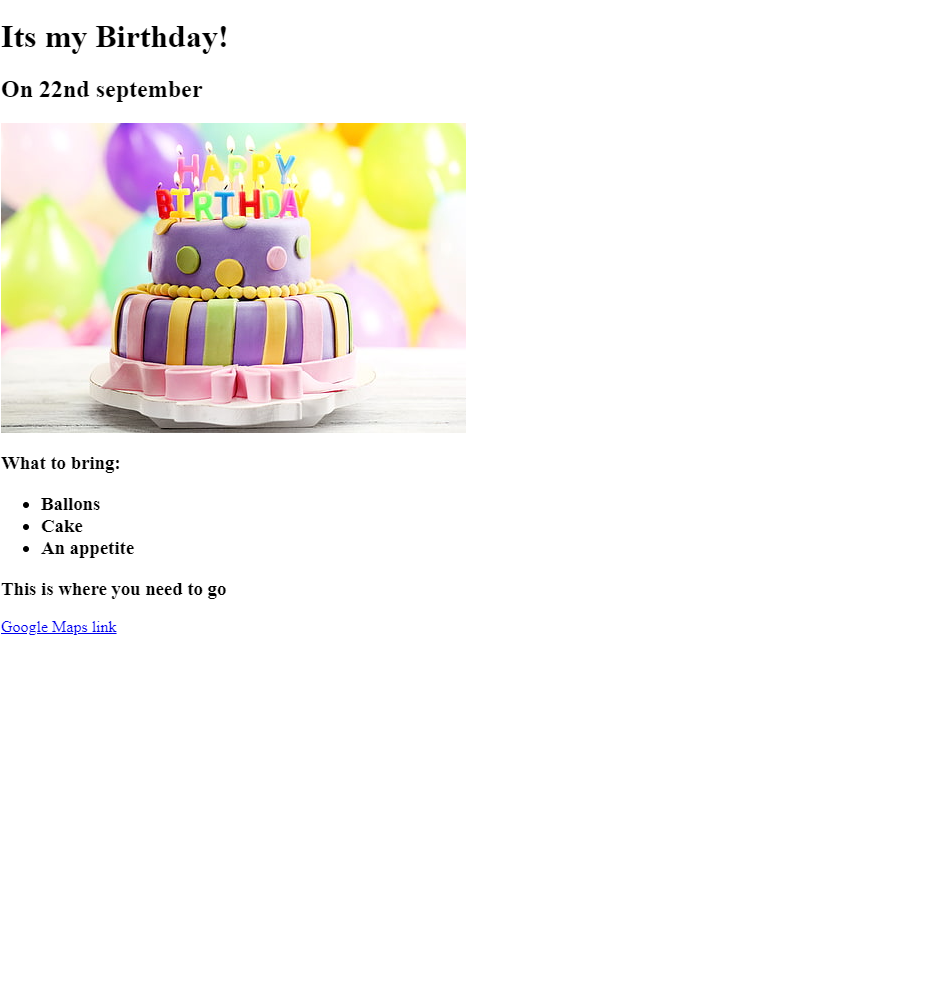 Its my Birthday!
On 22nd september
HAPPY
BIRTHDAY
What to bring:
Ballons
Cake
An appetite
This is where you need to go
Google Maps link